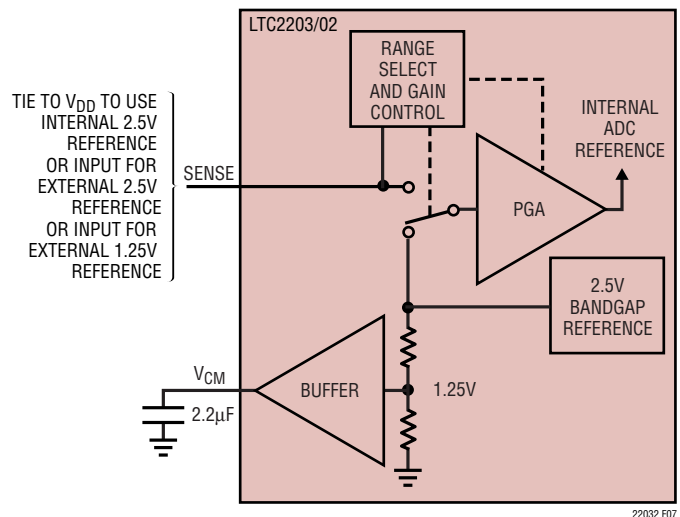 LTC2203/02
RANGE
SELECT
AND GAIN
CONTROL
TIE TO VDD TO USE
INTERNAL 2.5V
REFERENCE
OR INPUT FOR
EXTERNAL 2.5V
REFERENCE
OR INPUT FOR
EXTERNAL 1.25V
REFERENCE
SENSE
INTERNAL
ADC
REFERENCE
PGA
2.5V
BANDGAP
REFERENCE
VCM
BUFFER
1.25V
2.2µF
22032 F07